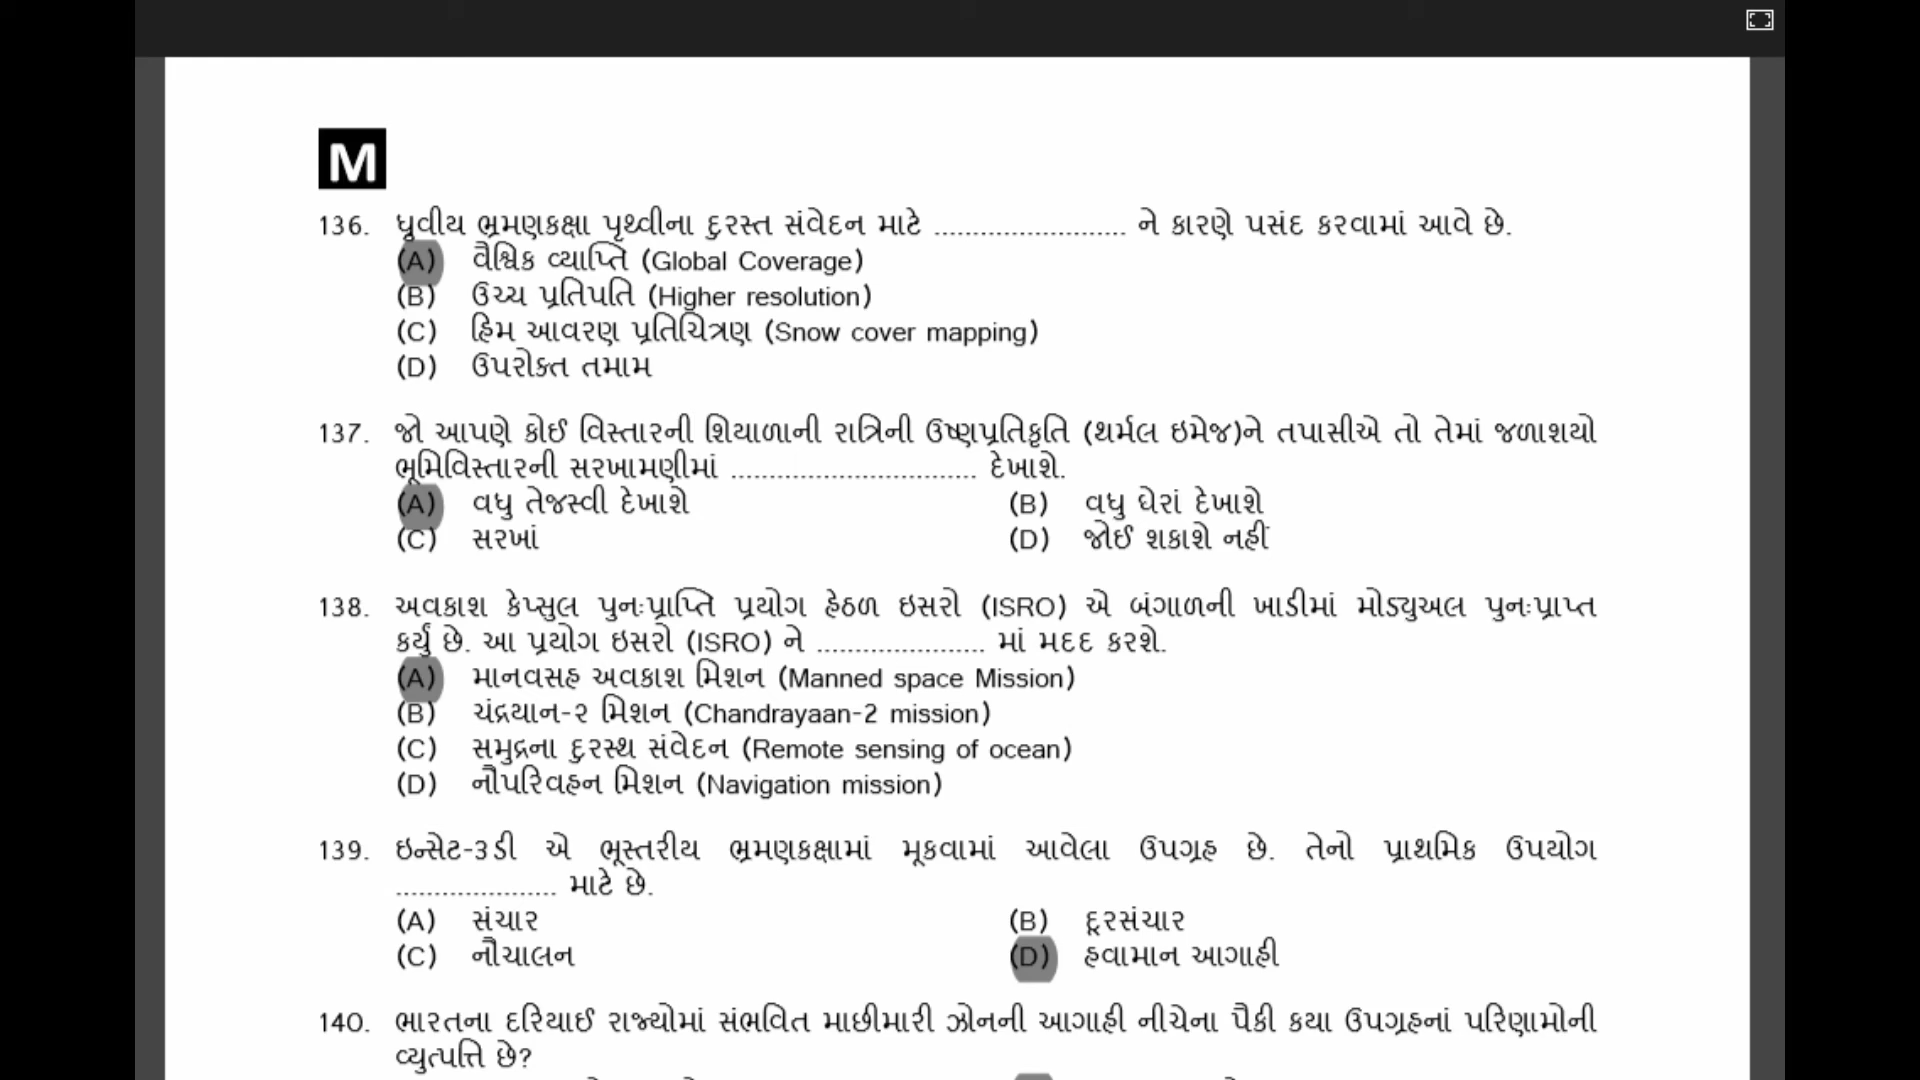 M
136. ધ્રુવીય ભ્રમણકક્ષા પૃથ્વીના દુરસ્ત સંવેદન માટે ......................... ને કારણે પસંદ કરવામાં આવે છે.
(A) વૈશ્વિક વ્યાપ્તિ (Global Coverage)
(B) ઉચ્ચ પ્રતિપતિ (Higher resolution)
(C) હિમ આવરણ પ્રતિચિત્રણ (Snow cover mapping)
(D) ઉપરોક્ત તમામ
137. જો આપણે કોઈ વિસ્તારની શિયાળાની રાત્રિની ઉષ્ણપ્રતિકૃતિ (થર્મલ ઇમેજ)ને તપાસીએ તો તેમાં જળાશયો
ભૂમિવિસ્તારની સરખામણીમાં ................................ દેખાશે.
(A) વધુ તેજસ્વી દેખાશે (B) વધુ ઘેરાં દેખાશે
(C) સરખાં (D) જોઈ શકાશે નહીં
138. અવકાશ કેપ્સુલ પુનઃપ્રાપ્તિ પ્રયોગ હેઠળ ઇસરો (ISRO) એ બંગાળની ખાડીમાં મોડ્યુઅલ પુનઃપ્રાપ્ત
કર્યું છે. આ પ્રયોગ ઇસરો (ISRO) ને ...................... માં મદદ કરશે.
(A) માનવસહ અવકાશ મિશન (Manned space Mission)
(B) ચંદ્રયાન-૨ મિશન (Chandrayaan-2 mission)
(C) સમુદ્રના દુરસ્થ સંવેદન (Remote sensing of ocean)
(D) નૌપરિવહન મિશન (Navigation mission)
139. ઇન્સેટ-3ડી એ ભૂસ્તરીય ભ્રમણકક્ષામાં મૂકવામાં આવેલા ઉપગ્રહ છે. તેનો પ્રાથમિક ઉપયોગ
..................... માટે છે.
(A) સંચાર (B) દૂરસંચાર
(C) નૌચાલન (D) હવામાન આગાહી
140. ભારતના દરિયાઈ રાજ્યોમાં સંભવિત માછીમારી ઝોનની આગાહી નીચેના પૈકી કયા ઉપગ્રહનાં પરિણામોની
વ્યુત્પત્તિ છે?